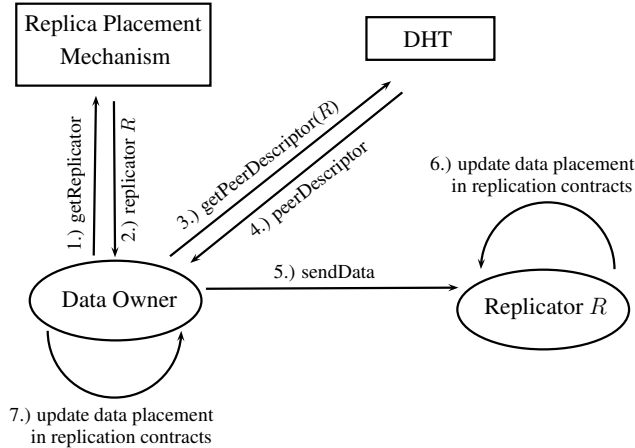 Replica Placement
Mechanism
DHT
1.) getReplicator
2.) replicator R
3.) getPeerDescriptor(R)
4.) peerDescriptor
6.) update data placement
in replication contracts
5.) sendData
Data Owner
Replicator R
7.) update data placement
in replication contracts